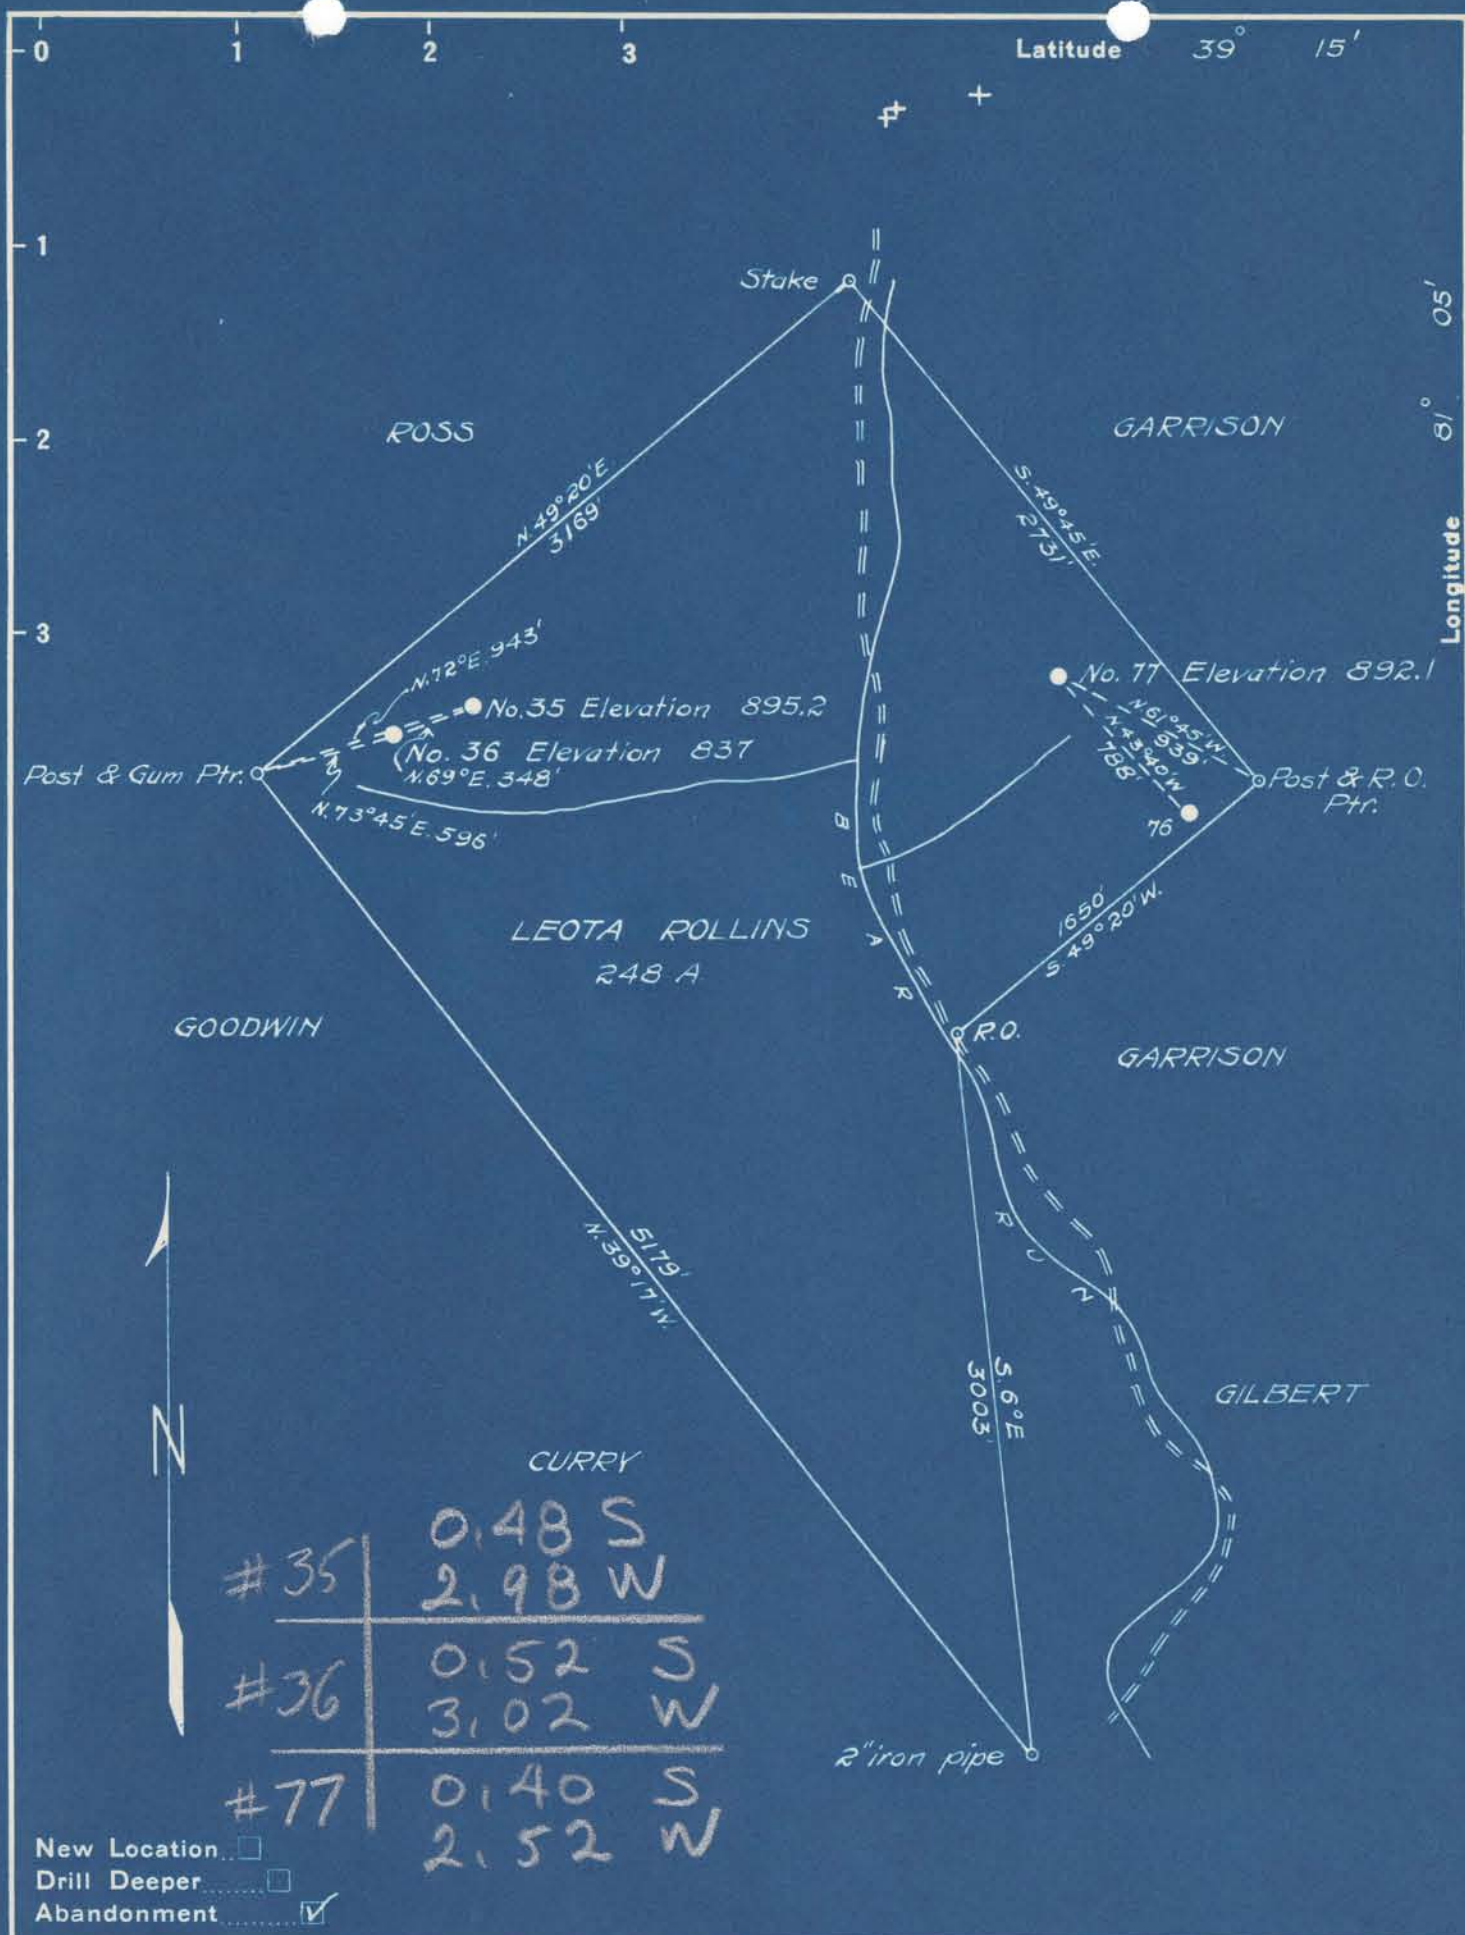 0
1
2
3
Latitude 39° 15'
1
2
3
81° 05'
Longitude
Stake
ROSS
GARRISON
N. 49°20'E.
3169'
S. 49°45'E.
2731'
N. 72°E. 943'
No. 35 Elevation 895.2
No. 36 Elevation 837
N. 69°E. 348'
Post & Gum Ptr.
N. 73°45'E. 596'
No. 77 Elevation 892.1
N 61°45'W
N 43°40'W
788'
Post & R.O.
Ptr.
76
BEAR RUN
LEOTA ROLLINS
248 A.
1650'
S. 49°20'W.
GOODWIN
R.O.
GARRISON
5179'
N. 39°17'W.
S. 6°E
3003'
GILBERT
N
CURRY
#35 0.48 S
2.98 W
#36 0.52 S
3.02 W
#77 0.40 S
2.52 W
2" iron pipe
New Location
Drill Deeper
Abandonment